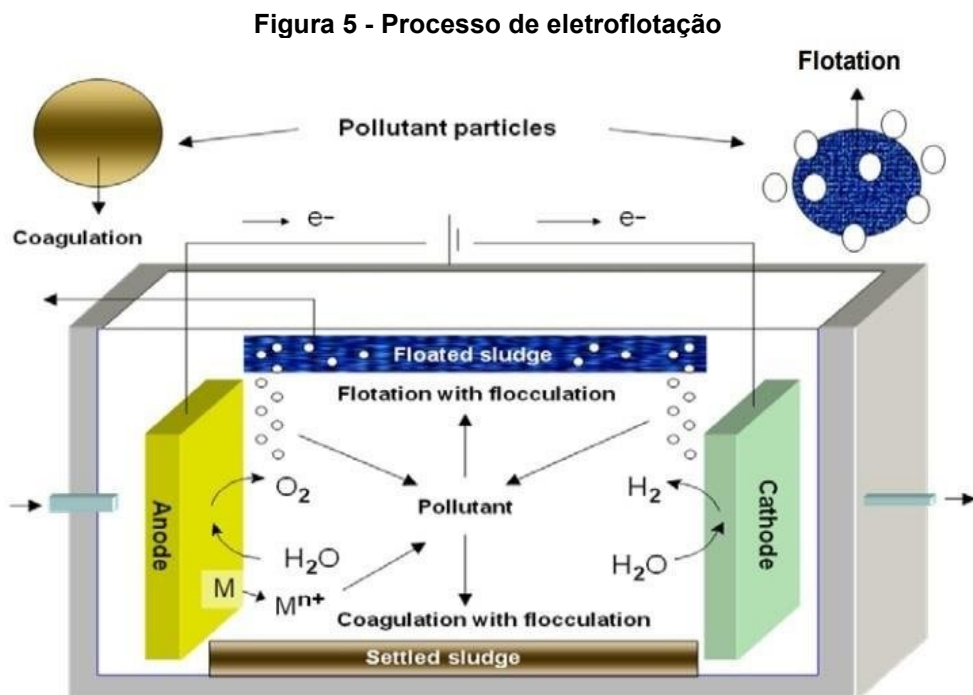 Figura 5 - Processo de eletroflotação
Flotation
Pollutant particles
Coagulation
e-
e-
Floated sludge
Flotation with flocculation
O₂
H₂
Pollutant
Anode
Cathode
H₂O
H₂O
M
Mⁿ⁺
Coagulation with flocculation
Settled sludge